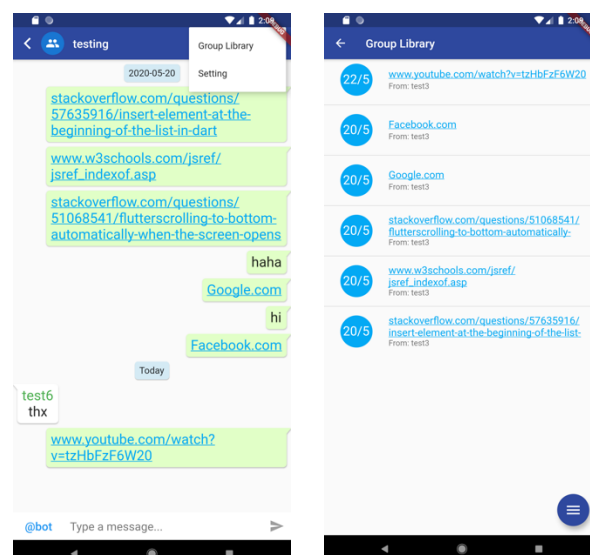 2:08
testing
Group Library
Setting
2020-05-20
stackoverflow.com/questions/
57635916/insert-element-at-the-
beginning-of-the-list-in-dart
www.w3schools.com/jsref/
jsref_indexof.asp
stackoverflow.com/questions/
51068541/flutterscrolling-to-bottom-
automatically-when-the-screen-opens
haha
Google.com
hi
Facebook.com
Today
test6
thx
www.youtube.com/watch?
v=tzHbFzF6W20
@bot Type a message...
2:08
Group Library
22/5
www.youtube.com/watch?v=tzHbFzF6W20
From: test3
20/5
Facebook.com
From: test3
20/5
Google.com
From: test3
20/5
stackoverflow.com/questions/51068541/
flutterscrolling-to-bottom-automatically-
From: test3
20/5
www.w3schools.com/jsref/
jsref_indexof.asp
From: test3
20/5
stackoverflow.com/questions/57635916/
insert-element-at-the-beginning-of-the-list-
From: test3